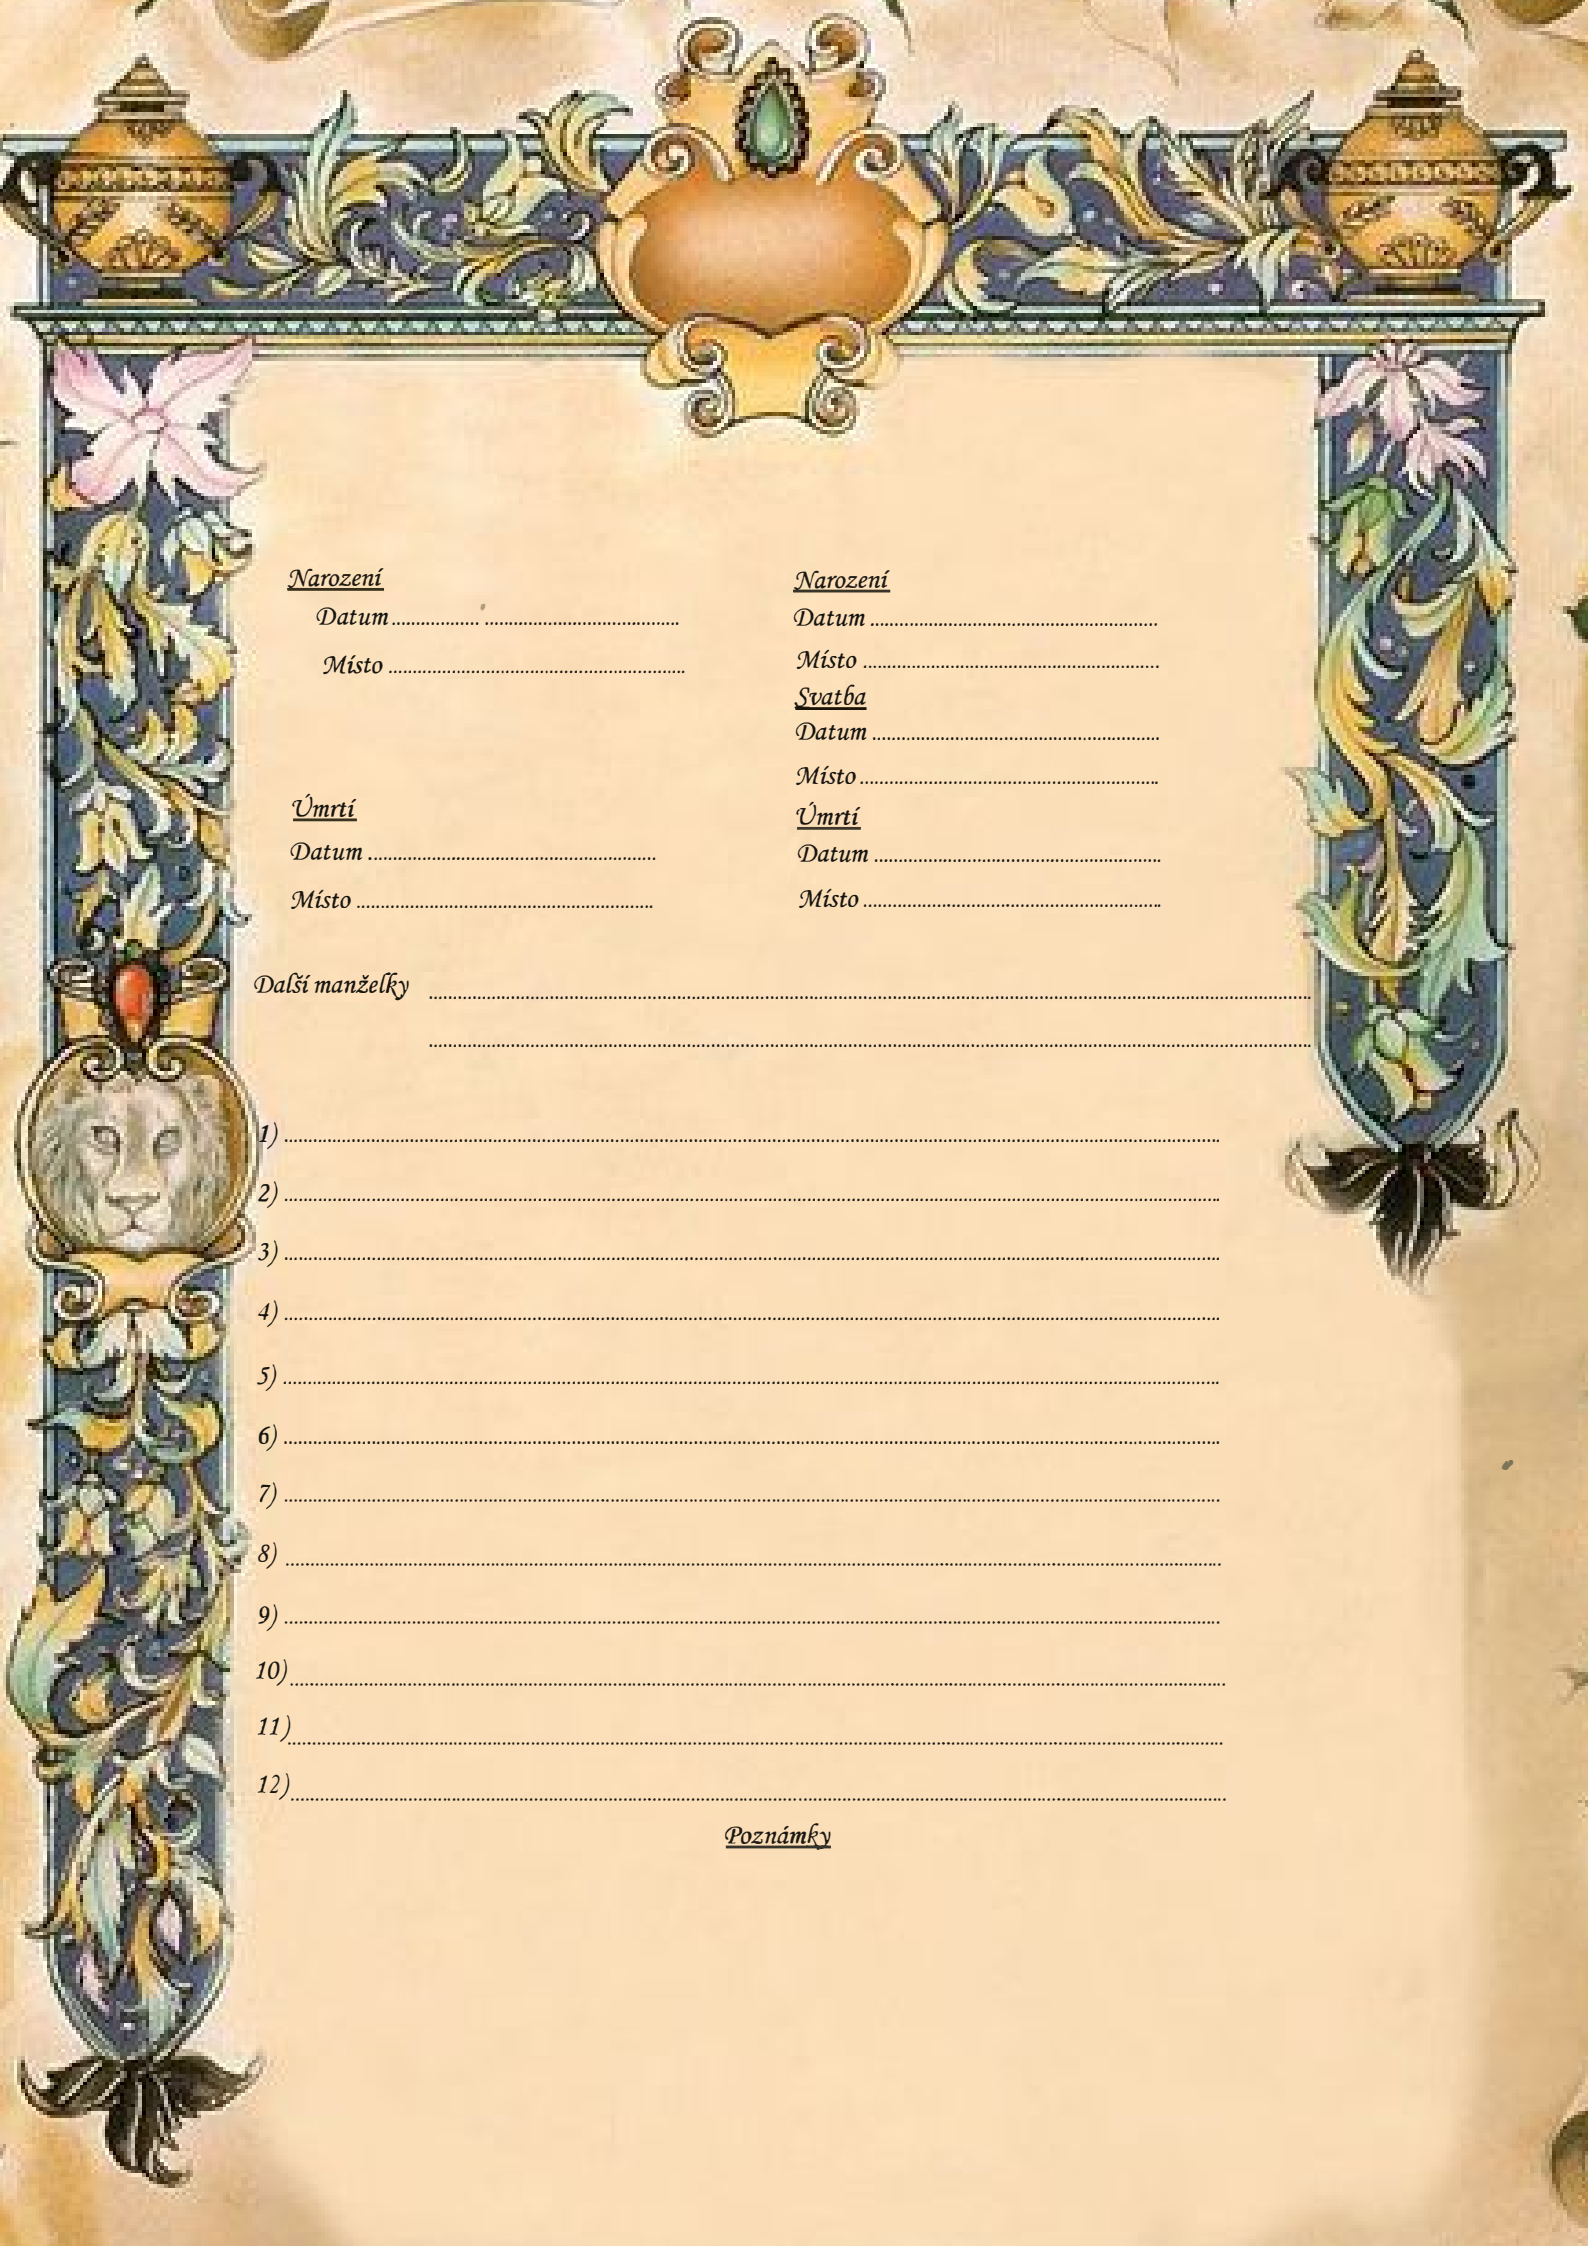 Narození
Datum ................. ......................................
Místo ..........................................................
Úmrtí
Datum ........................................................
Místo ..........................................................
Narození
Datum ........................................................
Místo ..........................................................
Svatba
Datum ........................................................
Místo ..........................................................
Úmrtí
Datum ........................................................
Místo ..........................................................
Další manželky ........................................................................................
........................................................................................
1) ........................................................................................
2) ........................................................................................
3) ........................................................................................
4) ........................................................................................
5) ........................................................................................
6) ........................................................................................
7) ........................................................................................
8) ........................................................................................
9) ........................................................................................
10) ........................................................................................
11) ........................................................................................
12) ........................................................................................
Poznámky